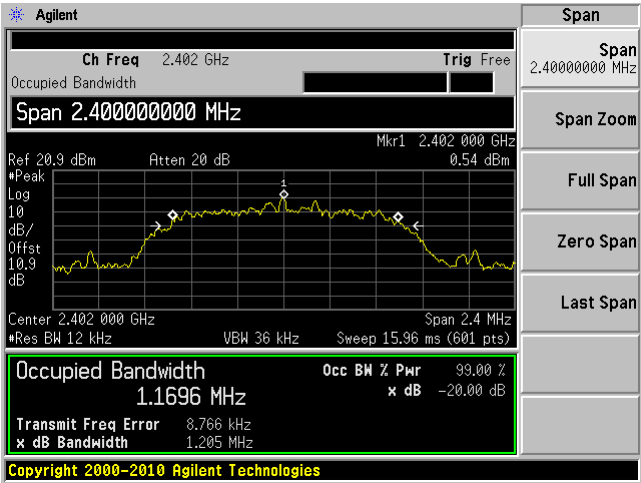 Agilent
Span
Ch Freq 2.402 GHz Trig Free
Occupied Bandwidth
Span 2.400000000 MHz
Mkr1 2.402 000 GHz
Ref 20.9 dBm Atten 20 dB 0.54 dBm
#Peak
Log
10
dB/
Offst
10.9
dB
1
Center 2.402 000 GHz Span 2.4 MHz
#Res BW 12 kHz VBW 36 kHz Sweep 15.96 ms (601 pts)
Occupied Bandwidth Occ BW % Pwr 99.00 %
1.1696 MHz x dB -20.00 dB
Transmit Freq Error 8.766 kHz
x dB Bandwidth 1.205 MHz
Copyright 2000-2010 Agilent Technologies
Span
2.40000000 MHz
Span Zoom
Full Span
Zero Span
Last Span